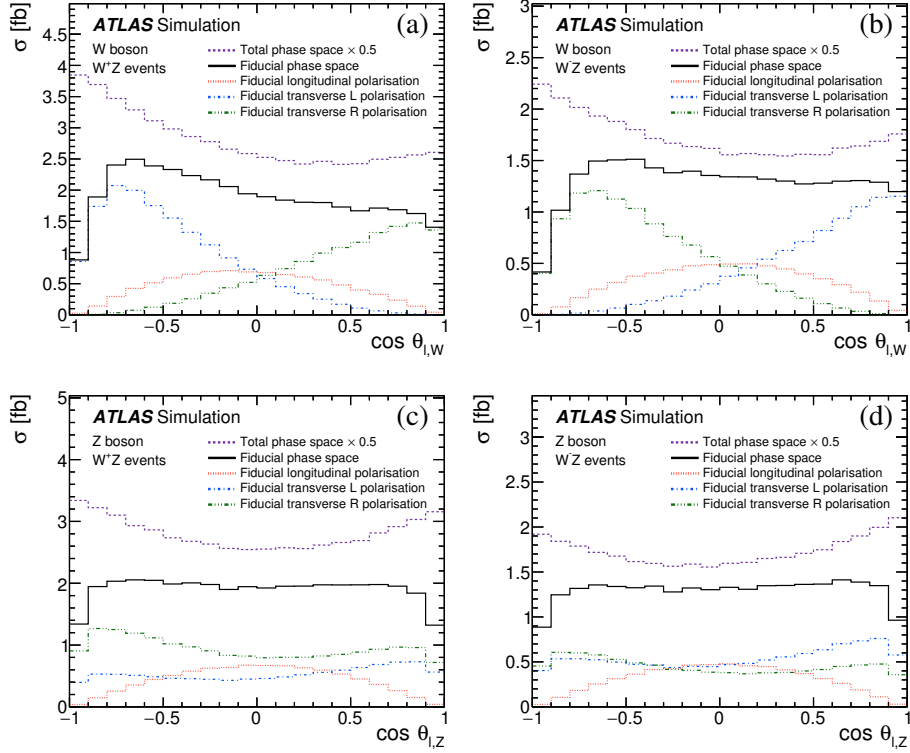 σ [fb]
ATLAS Simulation
(a)
W boson
W⁺Z events
Total phase space × 0.5
Fiducial phase space
Fiducial longitudinal polarisation
Fiducial transverse L polarisation
Fiducial transverse R polarisation
4.5
4
3.5
3
2.5
2
1.5
1
0.5
0
−1 −0.5 0 0.5 1
cos θl,W
σ [fb]
ATLAS Simulation
(b)
W boson
W⁻Z events
Total phase space × 0.5
Fiducial phase space
Fiducial longitudinal polarisation
Fiducial transverse L polarisation
Fiducial transverse R polarisation
3
2.5
2
1.5
1
0.5
0
−1 −0.5 0 0.5 1
cos θl,W
σ [fb]
ATLAS Simulation
(c)
Z boson
W⁺Z events
Total phase space × 0.5
Fiducial phase space
Fiducial longitudinal polarisation
Fiducial transverse L polarisation
Fiducial transverse R polarisation
5
4
3
2
1
0
−1 −0.5 0 0.5 1
cos θl,Z
σ [fb]
ATLAS Simulation
(d)
Z boson
W⁻Z events
Total phase space × 0.5
Fiducial phase space
Fiducial longitudinal polarisation
Fiducial transverse L polarisation
Fiducial transverse R polarisation
3
2.5
2
1.5
1
0.5
0
−1 −0.5 0 0.5 1
cos θl,Z